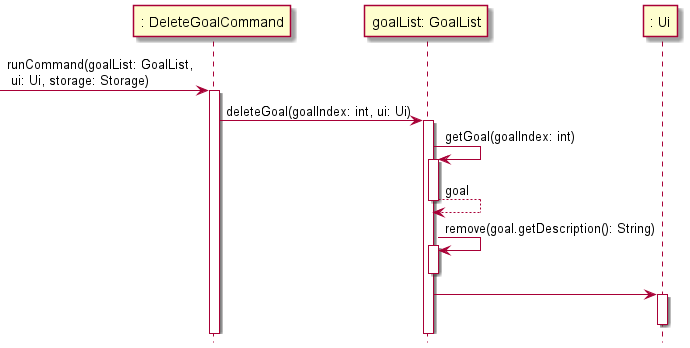 : DeleteGoalCommand
goalList: GoalList
: Ui
runCommand(goalList: GoalList,
ui: Ui, storage: Storage)
deleteGoal(goalIndex: int, ui: Ui)
getGoal(goalIndex: int)
goal
remove(goal.getDescription(): String)